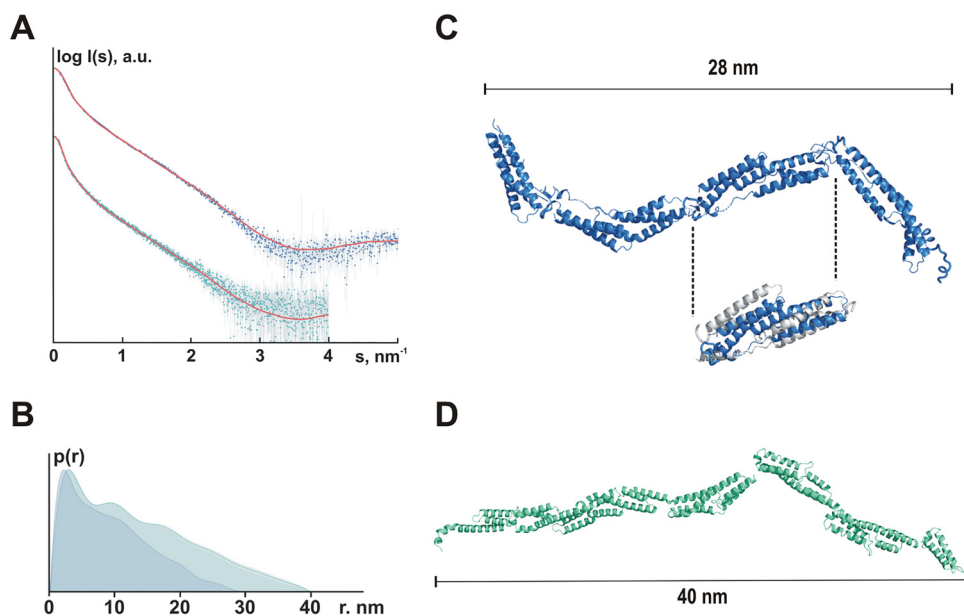 A
log I(s), a.u.
0 1 2 3 4 s, nm⁻¹
B
p(r)
0 10 20 30 40 r. nm
C
28 nm
D
40 nm